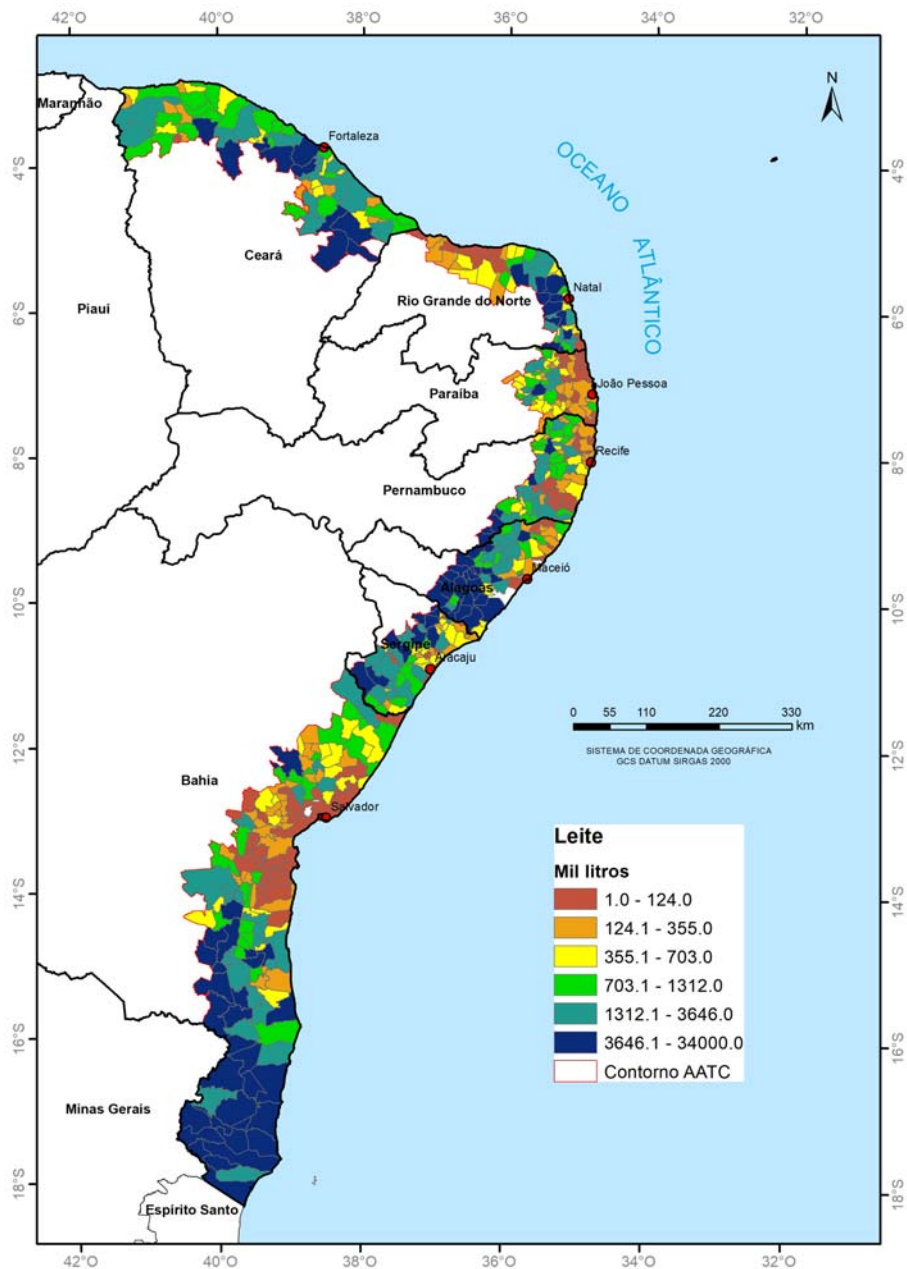 42°O 40°O 38°O 36°O 34°O 32°O
Maranhão
N
Fortaleza
4°S 4°S
OCEANO
ATLÂNTICO
Ceará
Natal
Rio Grande do Norte
Piauí
6°S 6°S
João Pessoa
Paraíba
Recife
8°S 8°S
Pernambuco
Maceió
Alagoas
10°S 10°S
Sergipe
Aracaju
0 55 110 220 330
km
SISTEMA DE COORDENADA GEOGRÁFICA
GCS DATUM SIRGAS 2000
12°S 12°S
Bahia
Salvador
Leite
Mil litros
1.0 - 124.0
124.1 - 355.0
355.1 - 703.0
703.1 - 1312.0
1312.1 - 3646.0
3646.1 - 34000.0
Contorno AATC
14°S 14°S
16°S 16°S
Minas Gerais
18°S 18°S
Espírito Santo
42°O 40°O 38°O 36°O 34°O 32°O